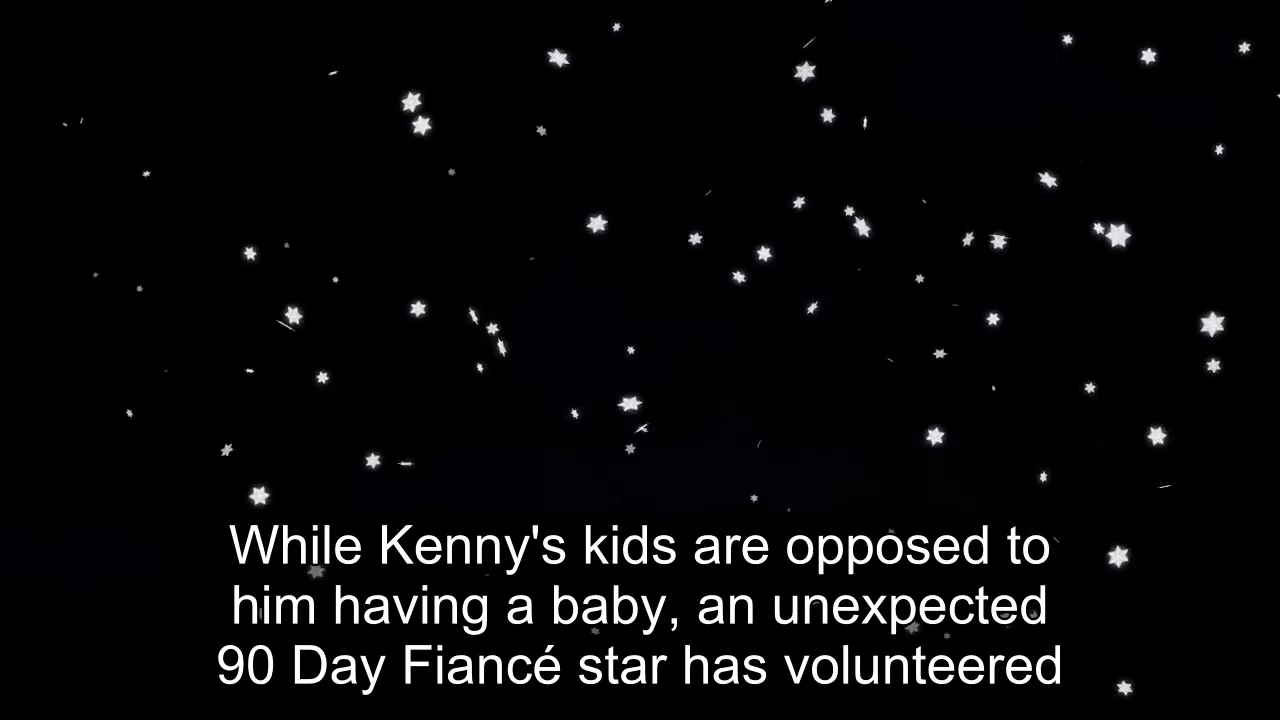 While Kenny's kids are opposed to
him having a baby, an unexpected
90 Day Fiancé star has volunteered